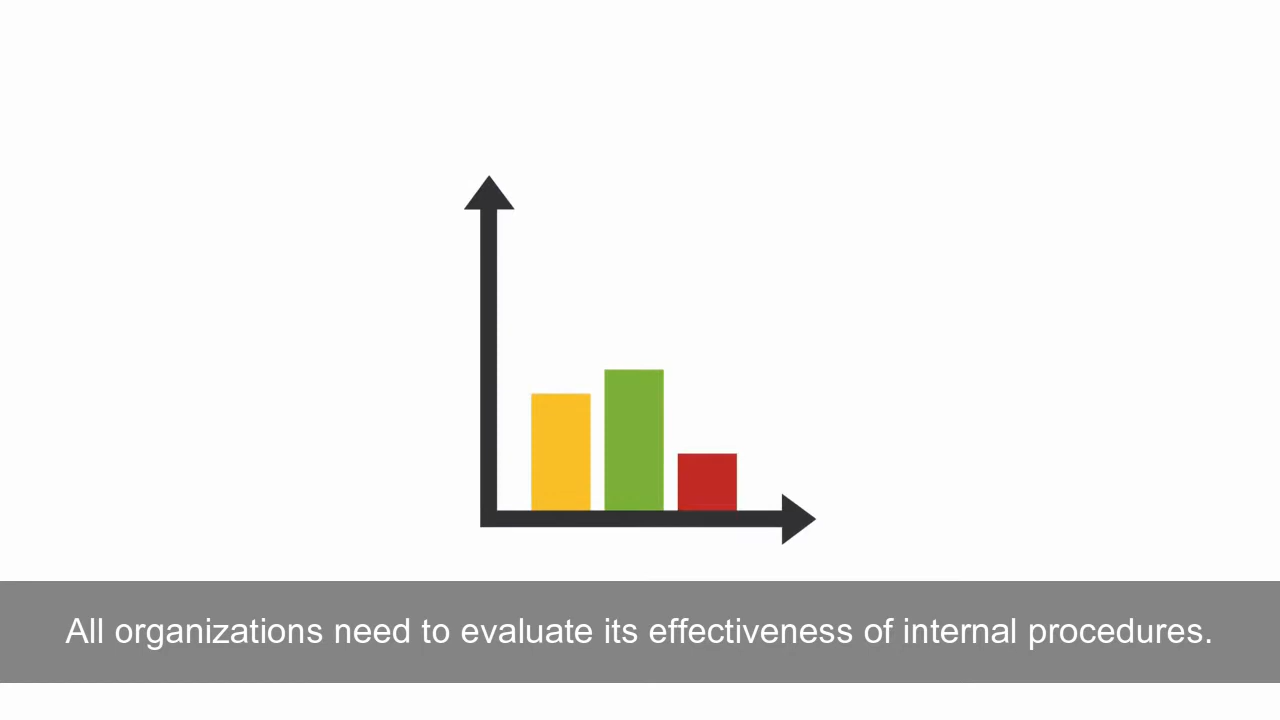 All organizations need to evaluate its effectiveness of internal procedures.